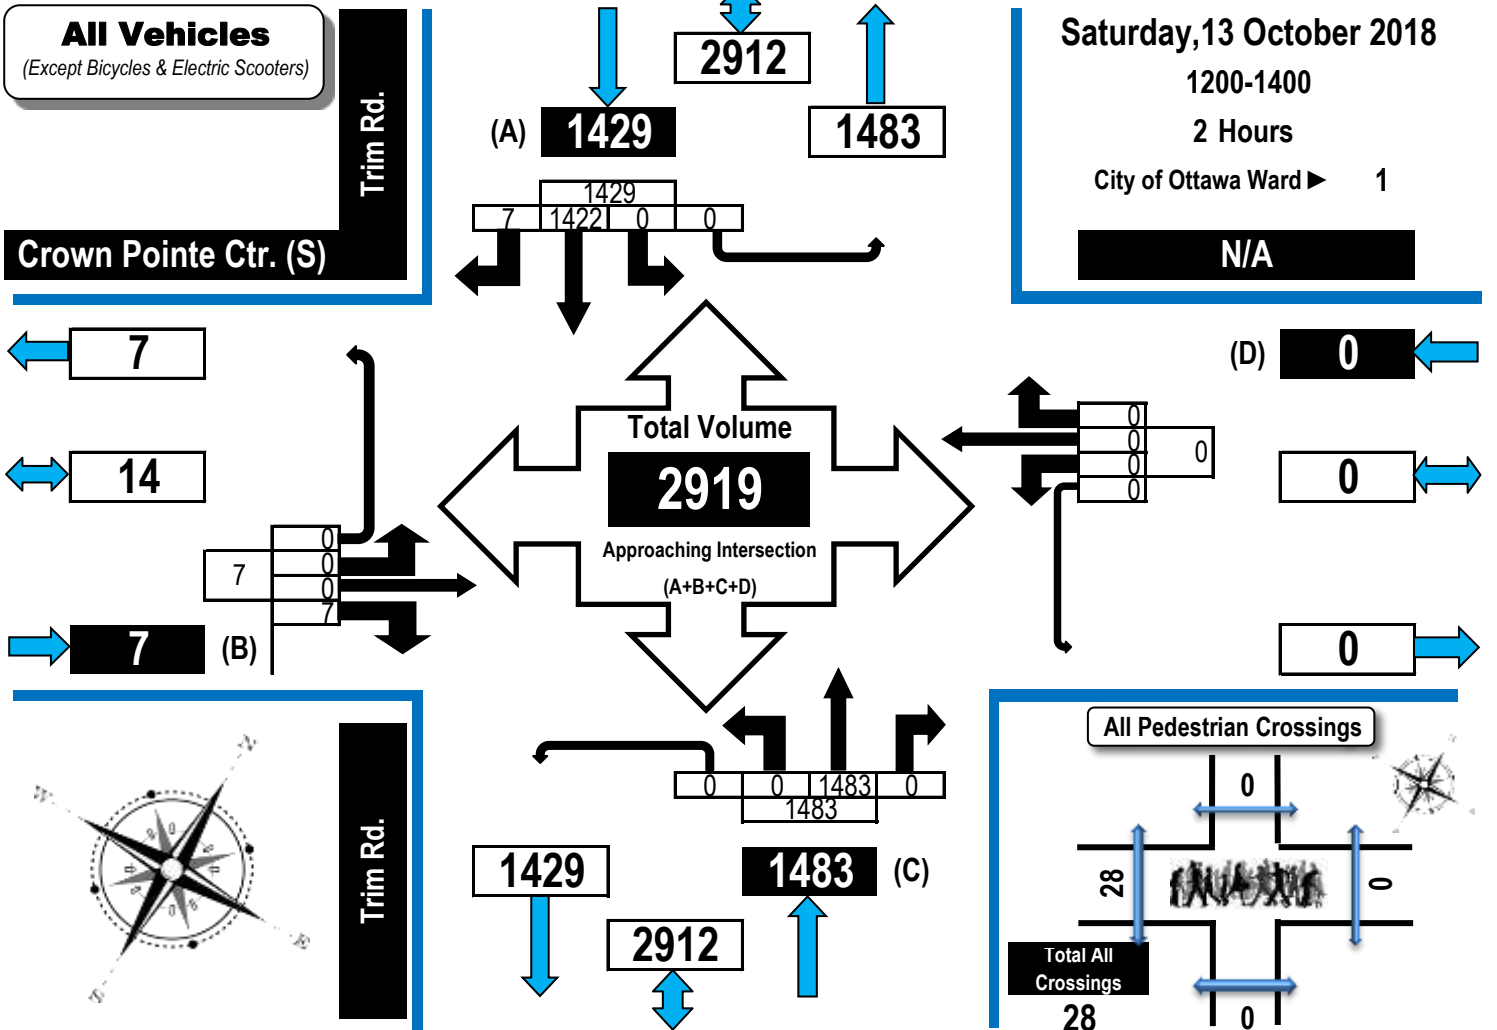 All Vehicles
(Except Bicycles & Electric Scooters)
Trim Rd.
Crown Pointe Ctr. (S)
2912
(A) 1429
1483
1429
7 1422 0 0
Saturday,13 October 2018
1200-1400
2 Hours
City of Ottawa Ward ► 1
N/A
7
14
0
0
7
0
7
7 (B)
Total Volume
2919
Approaching Intersection
(A+B+C+D)
(D) 0
0
0
0
0
0
0
0
0 0 1483 0
1483
1429
1483 (C)
2912
Trim Rd.
N
W
E
S
All Pedestrian Crossings
0
28
0
0
Total All
Crossings
28